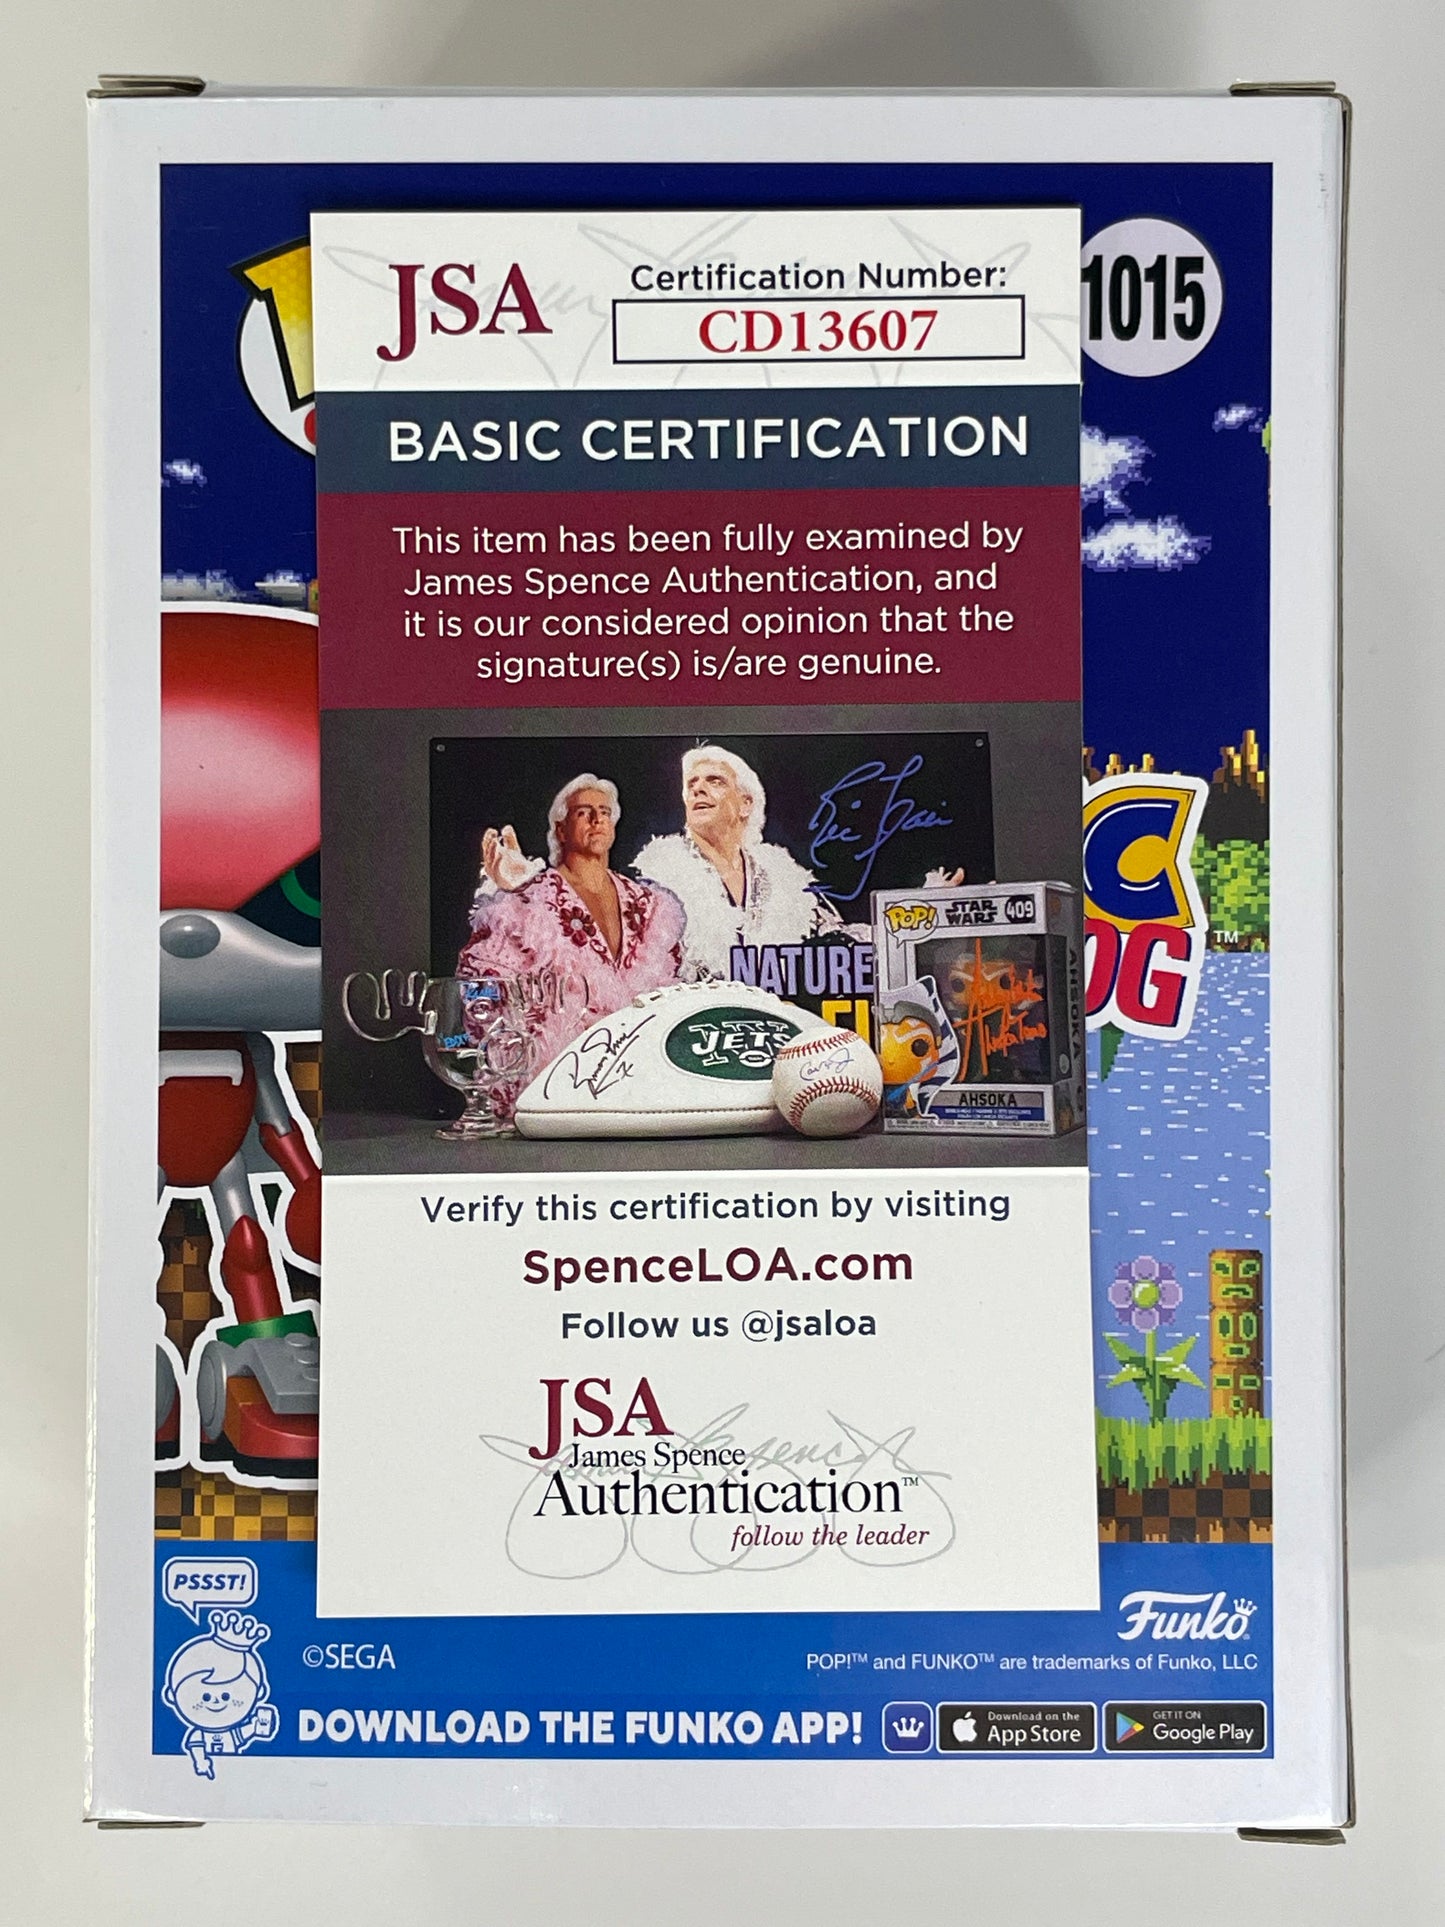 JSA
Certification Number:
CD13607
1015
BASIC CERTIFICATION
This item has been fully examined by
James Spence Authentication, and
it is our considered opinion that the
signature(s) is/are genuine.
POP!
STAR
WARS
409
NATURE
JETS
AHSOKA
AHSOKA
C
OG
TM
Verify this certification by visiting
SpenceLOA.com
Follow us @jsaloa
JSA
James Spence
Authentication™
follow the leader
PSSST!
Funko
©SEGA
POP!™ and FUNKO™ are trademarks of Funko, LLC
DOWNLOAD THE FUNKO APP!
Download on the
App Store
GET IT ON
Google Play